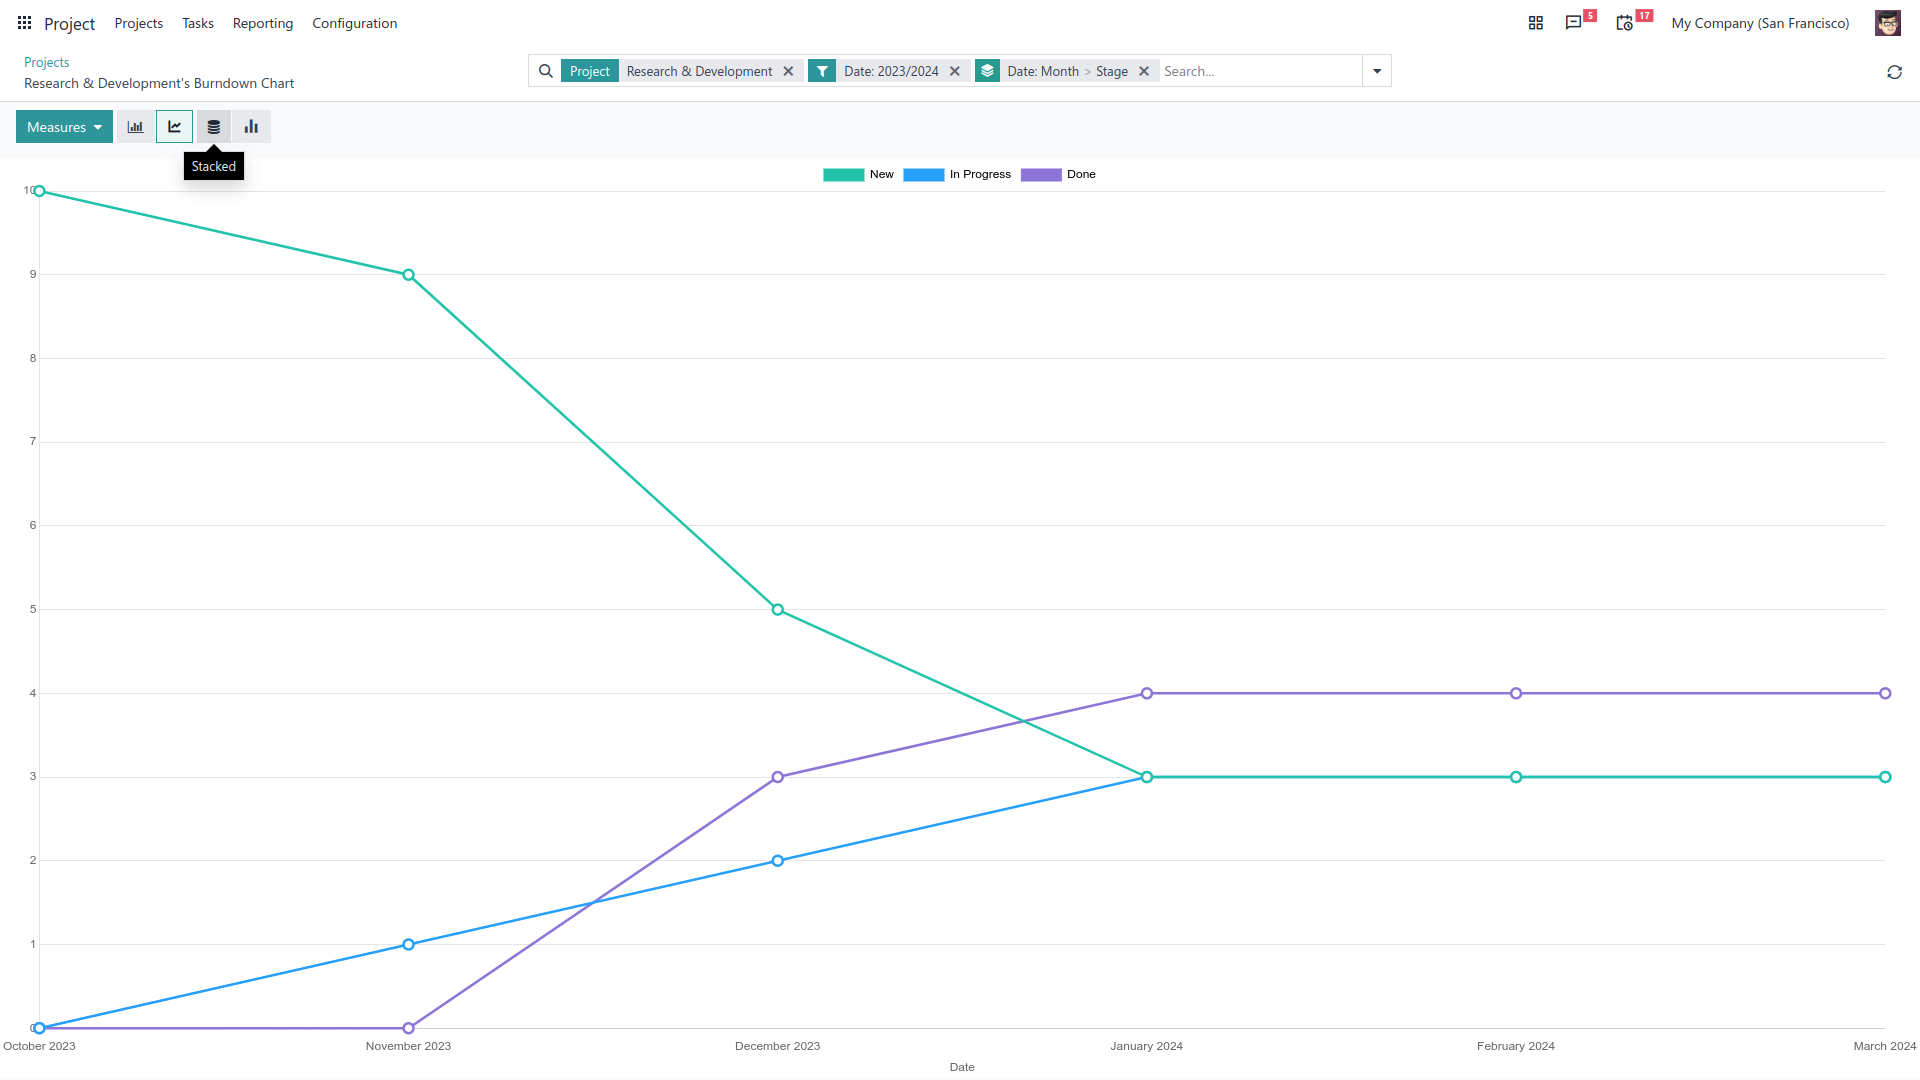 Project Projects Tasks Reporting Configuration 5 17 My Company (San Francisco)
Projects
Research & Development's Burndown Chart
Project Research & Development Date: 2023/2024 Date: Month > Stage Search...
Measures
Stacked
New In Progress Done
10
9
8
7
6
5
4
3
2
1
0
October 2023 November 2023 December 2023 January 2024 February 2024 March 2024
Date